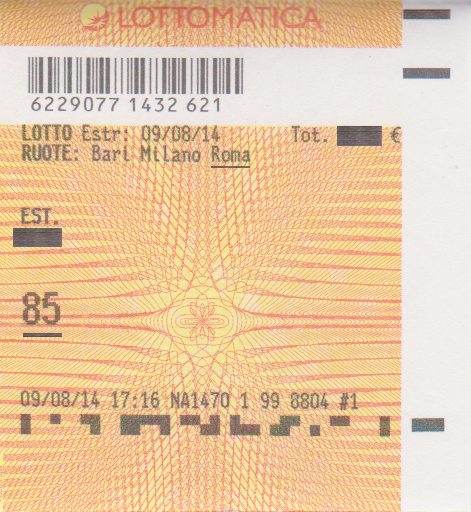 LOTTOMATICA
6229077 1432 621
LOTTO Estr: 09/08/14 Tot. €
RUOTE: Bari Milano Roma
EST.
85
09/08/14 17:16 NA1470 1 99 8804 #1